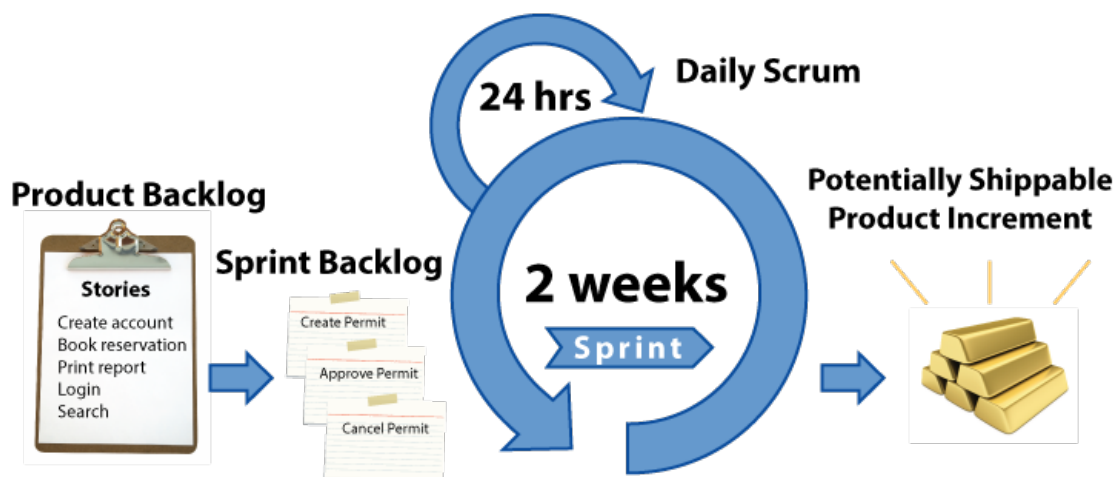 Product Backlog
Stories
Create account
Book reservation
Print report
Login
Search
Sprint Backlog
Create Permit
Approve Permit
Cancel Permit
24 hrs
Daily Scrum
2 weeks
Sprint
Potentially Shippable
Product Increment